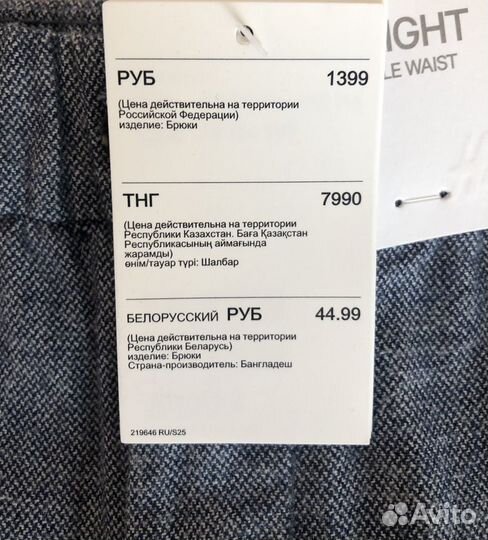 РУБ 1399
(Цена действительна на территории
Российской Федерации)
изделие: Брюки
ТНГ 7990
(Цена действительна на территории
Республики Казахстан. Баға Қазақстан
Республикасының аймағында
жарамды)
өнім/тауар түрі: Шалбар
БЕЛОРУССКИЙ РУБ 44.99
(Цена действительна на территории
Республики Беларусь)
изделие: Брюки
Страна-производитель: Бангладеш
219646 RU/S25
IGHT
LE WAIST
Avito